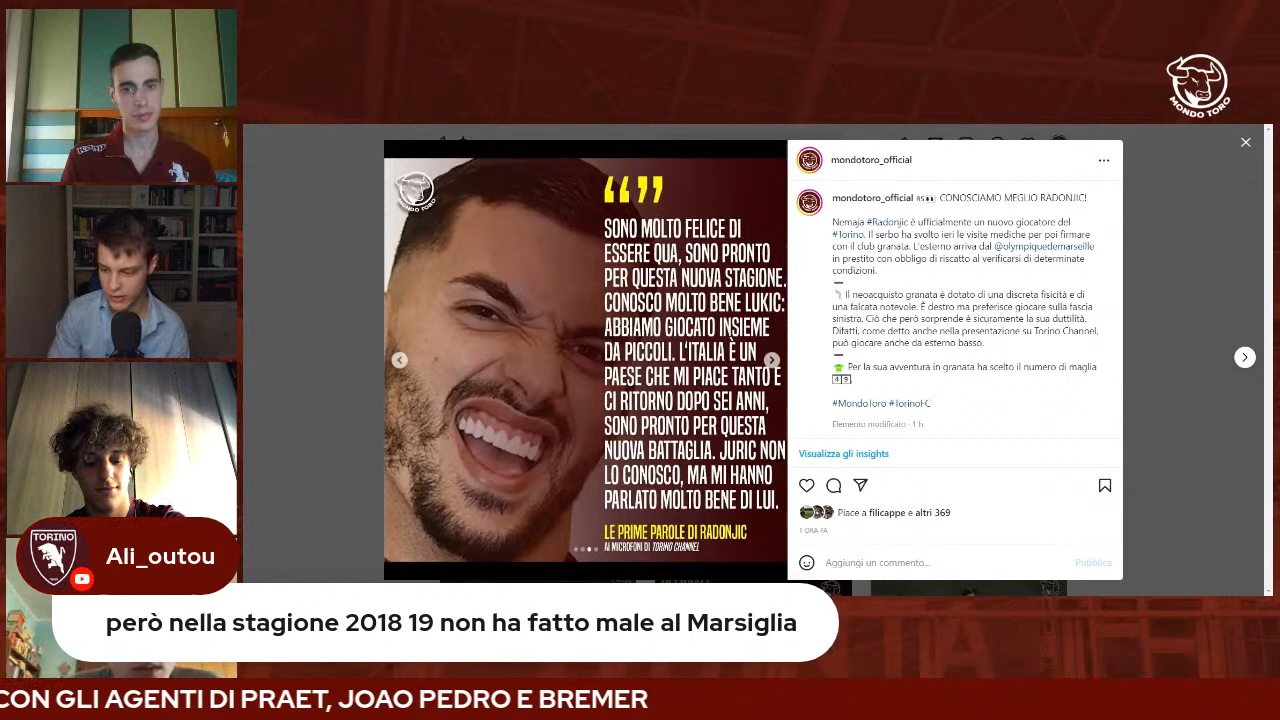 MONDO TORO
MONDO TORO
“”
SONO MOLTO FELICE DI
ESSERE QUA, SONO PRONTO
PER QUESTA NUOVA STAGIONE.
CONOSCO MOLTO BENE LUKIC:
ABBIAMO GIOCATO INSIEME
DA PICCOLI. L'ITALIA È UN
PAESE CHE MI PIACE TANTO E
CI RITORNO DOPO SEI ANNI,
SONO PRONTO PER QUESTA
NUOVA BATTAGLIA. JURIC NON
LO CONOSCO, MA MI HANNO
PARLATO MOLTO BENE DI LUI.
LE PRIME PAROLE DI RADONJIC
AI MICROFONI DI TORINO CHANNEL
mondotoro_official
mondotoro_official RS👀 CONOSCIAMO MEGLIO RADONJIC!
Nemaja #Radonjic è ufficialmente un nuovo giocatore del
#Torino. Il serbo ha svolto ieri le visite mediche per poi firmare
con il club granata. L'esterno arriva dal @olympiquedemarseille
in prestito con obbligo di riscatto al verificarsi di determinate
condizioni.
Il neoacquisto granata è dotato di una discreta fisicità e di
una falcata notevole. È destro ma preferisce giocare sulla fascia
sinistra. Ciò che però sorprende è sicuramente la sua duttilità.
Difatti, come detto anche nella presentazione su Torino Channel,
può giocare anche da esterno basso.
Per la sua avventura in granata ha scelto il numero di maglia
4 9.
#MondoToro #TorinoFC
Elemento modificato · 1 h
Visualizza gli insights
Piace a filicappe e altri 369
1 ORA FA
Aggiungi un commento...
Pubblica
TORINO
Ali_outou
però nella stagione 2018 19 non ha fatto male al Marsiglia
CON GLI AGENTI DI PRAET, JOAO PEDRO E BREMER